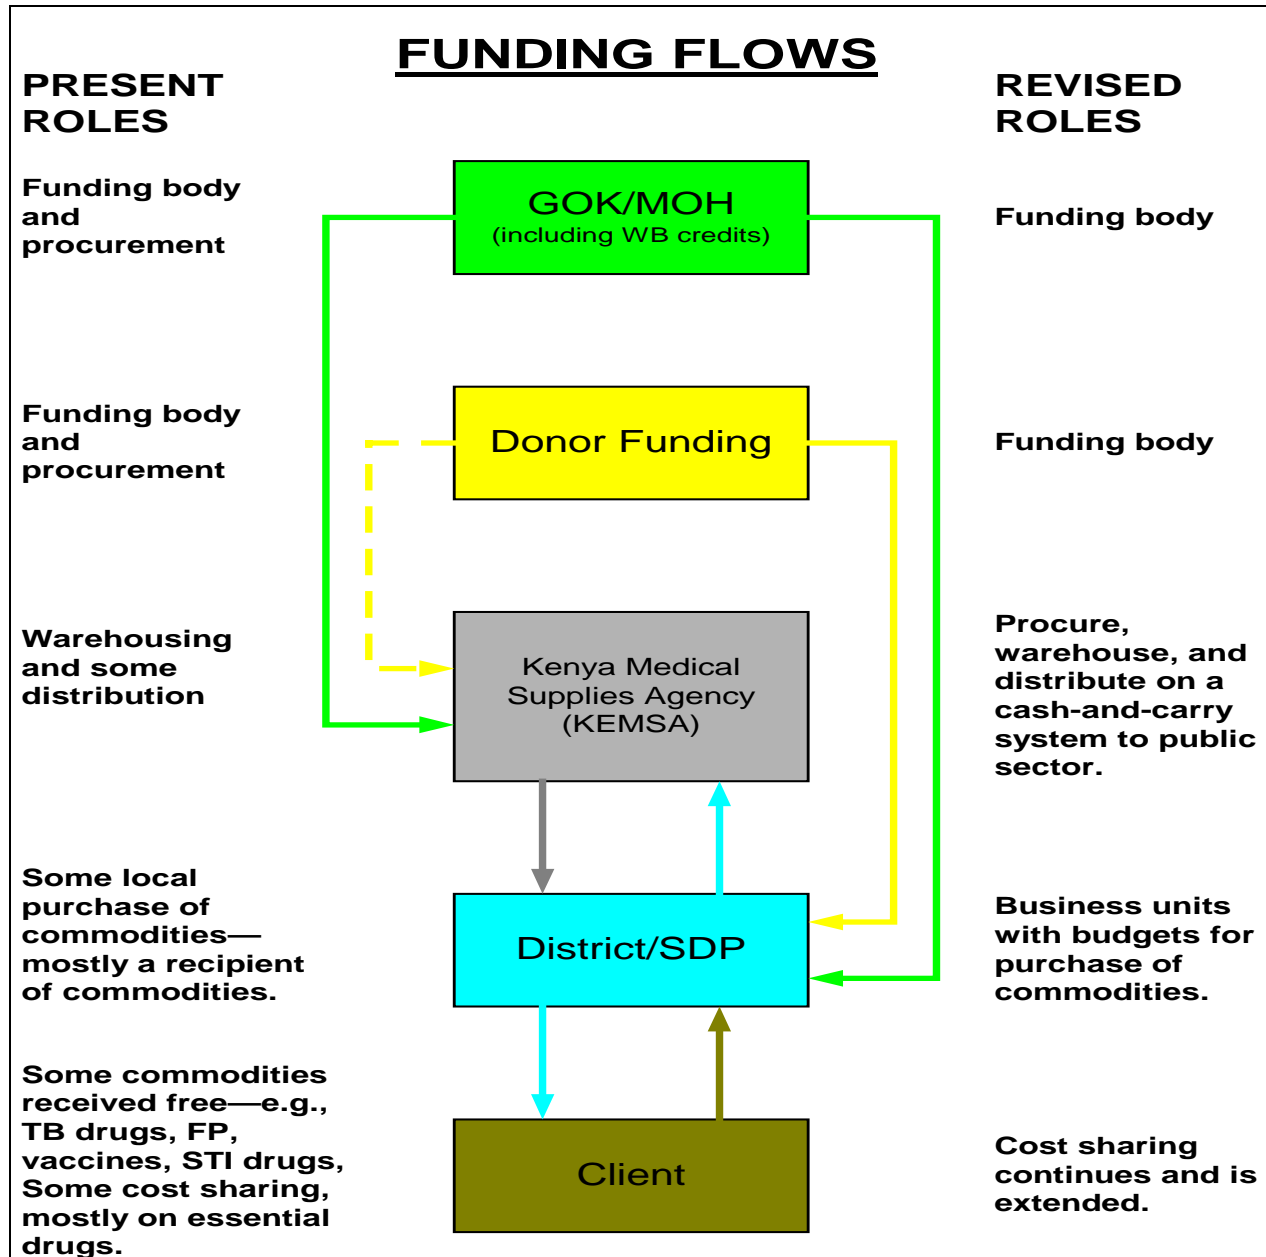 FUNDING FLOWS
PRESENT
ROLES
REVISED
ROLES
Funding body
and
procurement
GOK/MOH
(including WB credits)
Funding body
Funding body
and
procurement
Donor Funding
Funding body
Warehousing
and some
distribution
Kenya Medical
Supplies Agency
(KEMSA)
Procure,
warehouse, and
distribute on a
cash-and-carry
system to public
sector.
Some local
purchase of
commodities—
mostly a recipient
of commodities.
District/SDP
Business units
with budgets for
purchase of
commodities.
Some commodities
received free—e.g.,
TB drugs, FP,
vaccines, STI drugs,
Some cost sharing,
mostly on essential
drugs.
Client
Cost sharing
continues and is
extended.